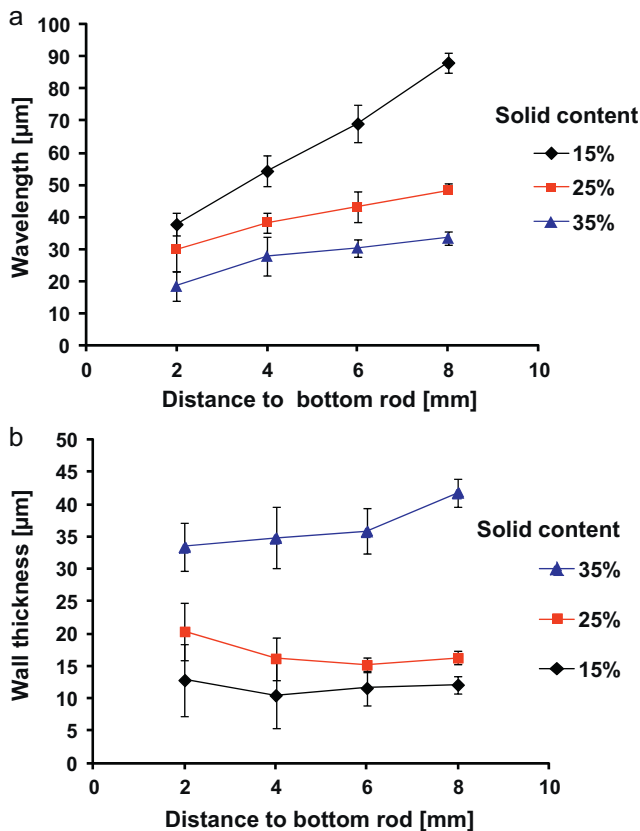 a
100
90
80
70
60
50
40
30
20
10
0
Wavelength [µm]
0 2 4 6 8 10
Distance to bottom rod [mm]
Solid content
15%
25%
35%
b
50
45
40
35
30
25
20
15
10
5
0
Wall thickness [µm]
0 2 4 6 8 10
Distance to bottom rod [mm]
Solid content
35%
25%
15%